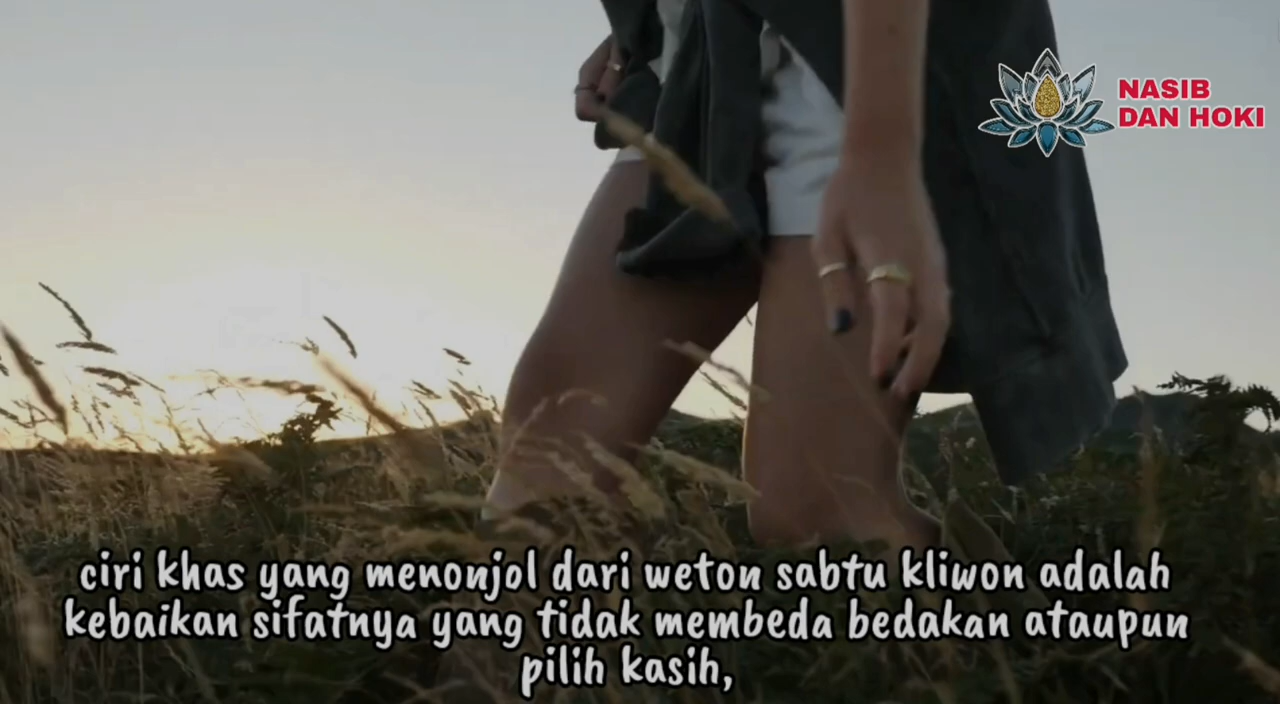 NASIB
DAN HOKI
ciri khas yang menonjol dari weton sabtu kliwon adalah
kebaikan sifatnya yang tidak membeda bedakan ataupun
pilih kasih,